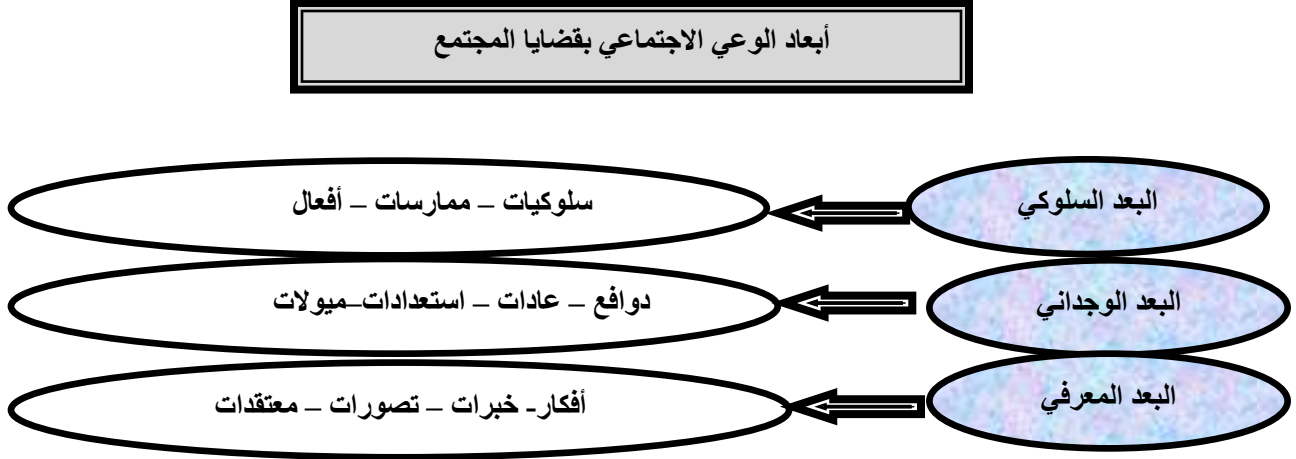 أبعاد الوعي الاجتماعي بقضايا المجتمع
البعد السلوكي
سلوكيات – ممارسات – أفعال
البعد الوجداني
دوافع – عادات – استعدادات–ميولات
البعد المعرفي
أفكار- خبرات – تصورات – معتقدات